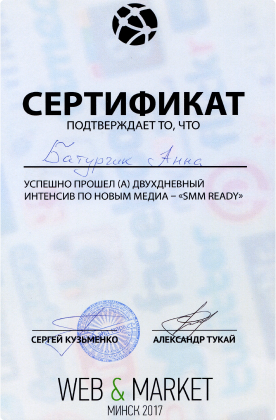 СЕРТИФИКАТ
ПОДТВЕРЖДАЕТ ТО, ЧТО
Батургик Анна
УСПЕШНО ПРОШЕЛ (А) ДВУХДНЕВНЫЙ
ИНТЕНСИВ ПО НОВЫМ МЕДИА – «SMM READY»
СЕРГЕЙ КУЗЬМЕНКО АЛЕКСАНДР ТУКАЙ
WEB & MARKET
МИНСК 2017